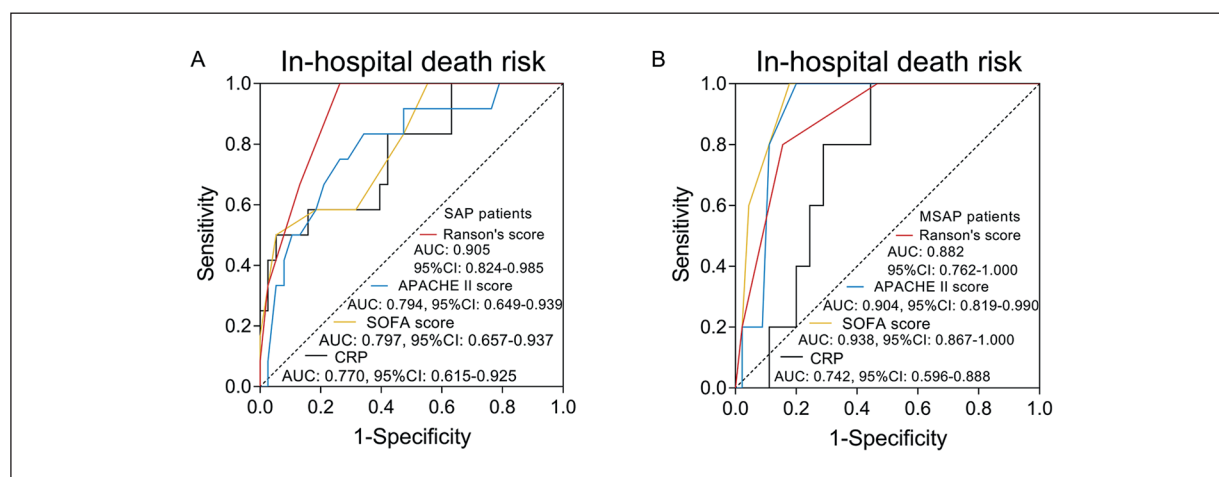 A
In-hospital death risk
1.0
0.8
0.6
0.4
0.2
0.0
Sensitivity
SAP patients
Ranson's score
AUC: 0.905
95%CI: 0.824-0.985
APACHE II score
AUC: 0.794, 95%CI: 0.649-0.939
SOFA score
AUC: 0.797, 95%CI: 0.657-0.937
CRP
AUC: 0.770, 95%CI: 0.615-0.925
0.0 0.2 0.4 0.6 0.8 1.0
1-Specificity
B
In-hospital death risk
1.0
0.8
0.6
0.4
0.2
0.0
Sensitivity
MSAP patients
Ranson's score
AUC: 0.882
95%CI: 0.762-1.000
APACHE II score
AUC: 0.904, 95%CI: 0.819-0.990
SOFA score
AUC: 0.938, 95%CI: 0.867-1.000
CRP
AUC: 0.742, 95%CI: 0.596-0.888
0.0 0.2 0.4 0.6 0.8 1.0
1-Specificity